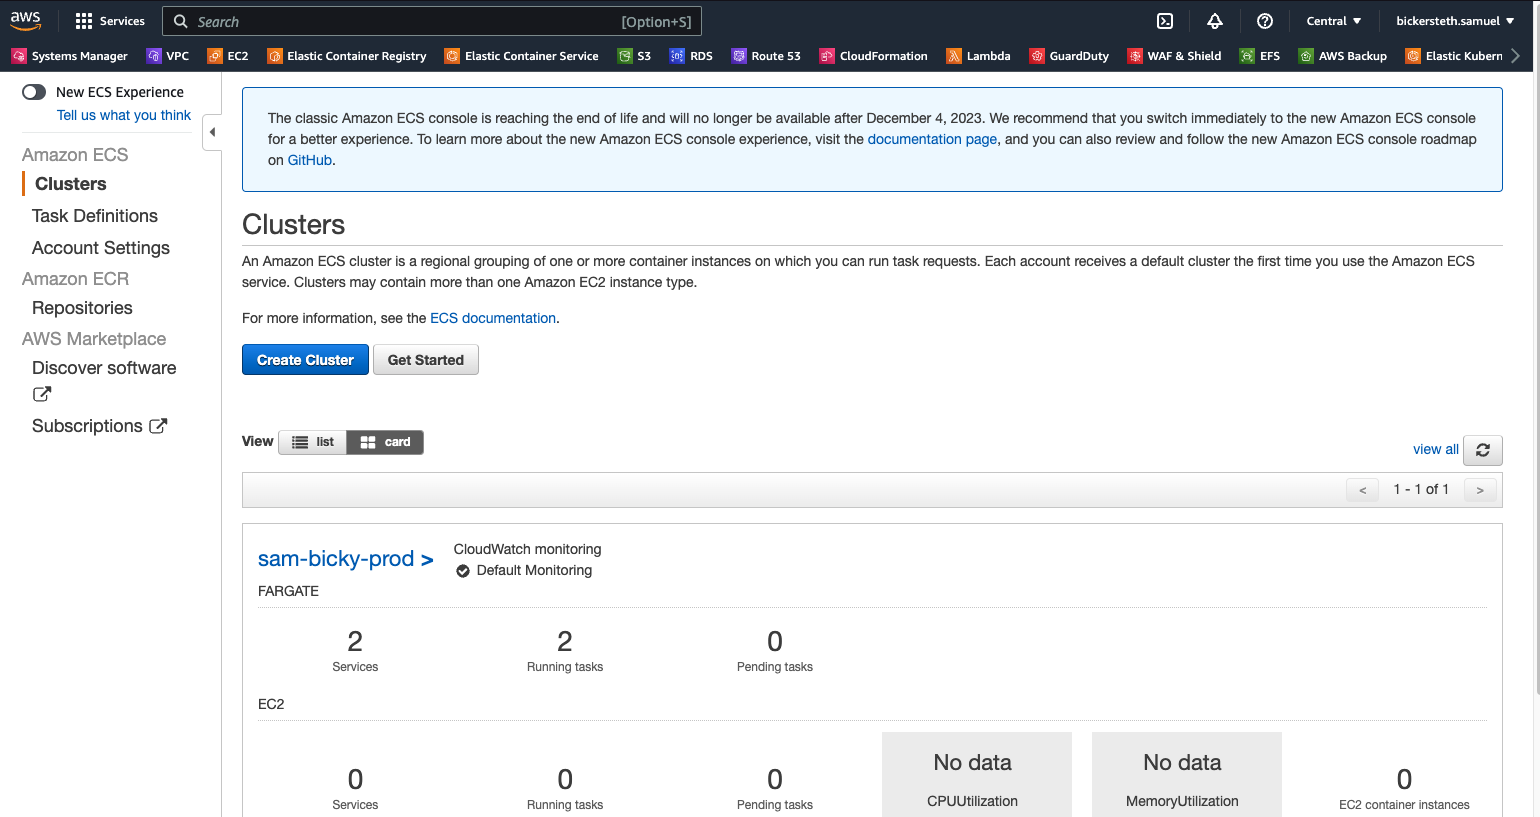 aws
Services
Search
[Option+S]
Central
bickersteth.samuel
Systems Manager
VPC
EC2
Elastic Container Registry
Elastic Container Service
S3
RDS
Route 53
CloudFormation
Lambda
GuardDuty
WAF & Shield
EFS
AWS Backup
Elastic Kubern
New ECS Experience
Tell us what you think
Amazon ECS
Clusters
Task Definitions
Account Settings
Amazon ECR
Repositories
AWS Marketplace
Discover software
Subscriptions
The classic Amazon ECS console is reaching the end of life and will no longer be available after December 4, 2023. We recommend that you switch immediately to the new Amazon ECS console
for a better experience. To learn more about the new Amazon ECS console experience, visit the documentation page, and you can also review and follow the new Amazon ECS console roadmap
on GitHub.
Clusters
An Amazon ECS cluster is a regional grouping of one or more container instances on which you can run task requests. Each account receives a default cluster the first time you use the Amazon ECS
service. Clusters may contain more than one Amazon EC2 instance type.
For more information, see the ECS documentation.
Create Cluster
Get Started
View
list
card
view all
< 1 - 1 of 1 >
sam-bicky-prod >
CloudWatch monitoring
Default Monitoring
FARGATE
2
Services
2
Running tasks
0
Pending tasks
EC2
0
Services
0
Running tasks
0
Pending tasks
No data
CPUUtilization
No data
MemoryUtilization
0
EC2 container instances